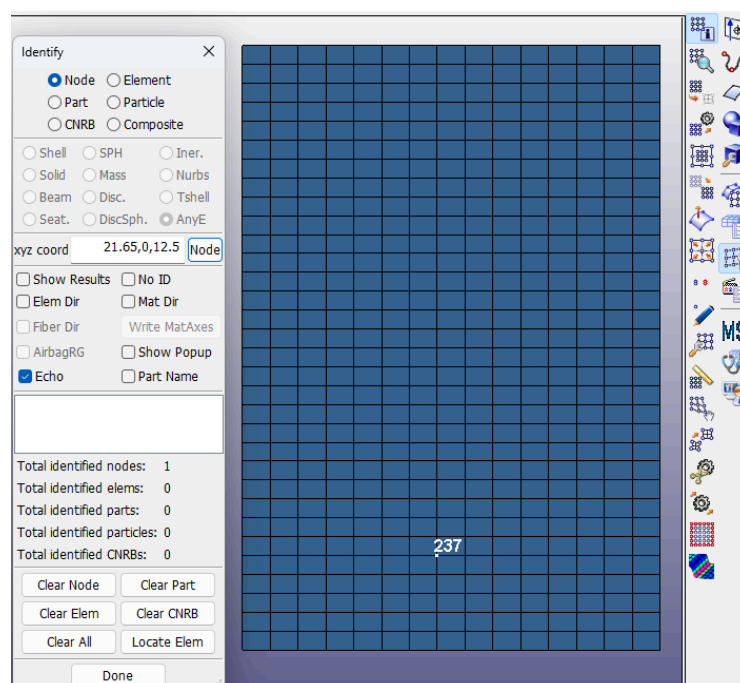 Identify
Node Element
Part Particle
CNRB Composite
Shell SPH Iner.
Solid Mass Nurbs
Beam Disc. Tshell
Seat. DiscSph. AnyE
xyz coord 21.65,0,12.5 Node
Show Results No ID
Elem Dir Mat Dir
Fiber Dir Write MatAxes
AirbagRG Show Popup
Echo Part Name
Total identified nodes: 1
Total identified elems: 0
Total identified parts: 0
Total identified particles: 0
Total identified CNRBs: 0
Clear Node Clear Part
Clear Elem Clear CNRB
Clear All Locate Elem
Done
237